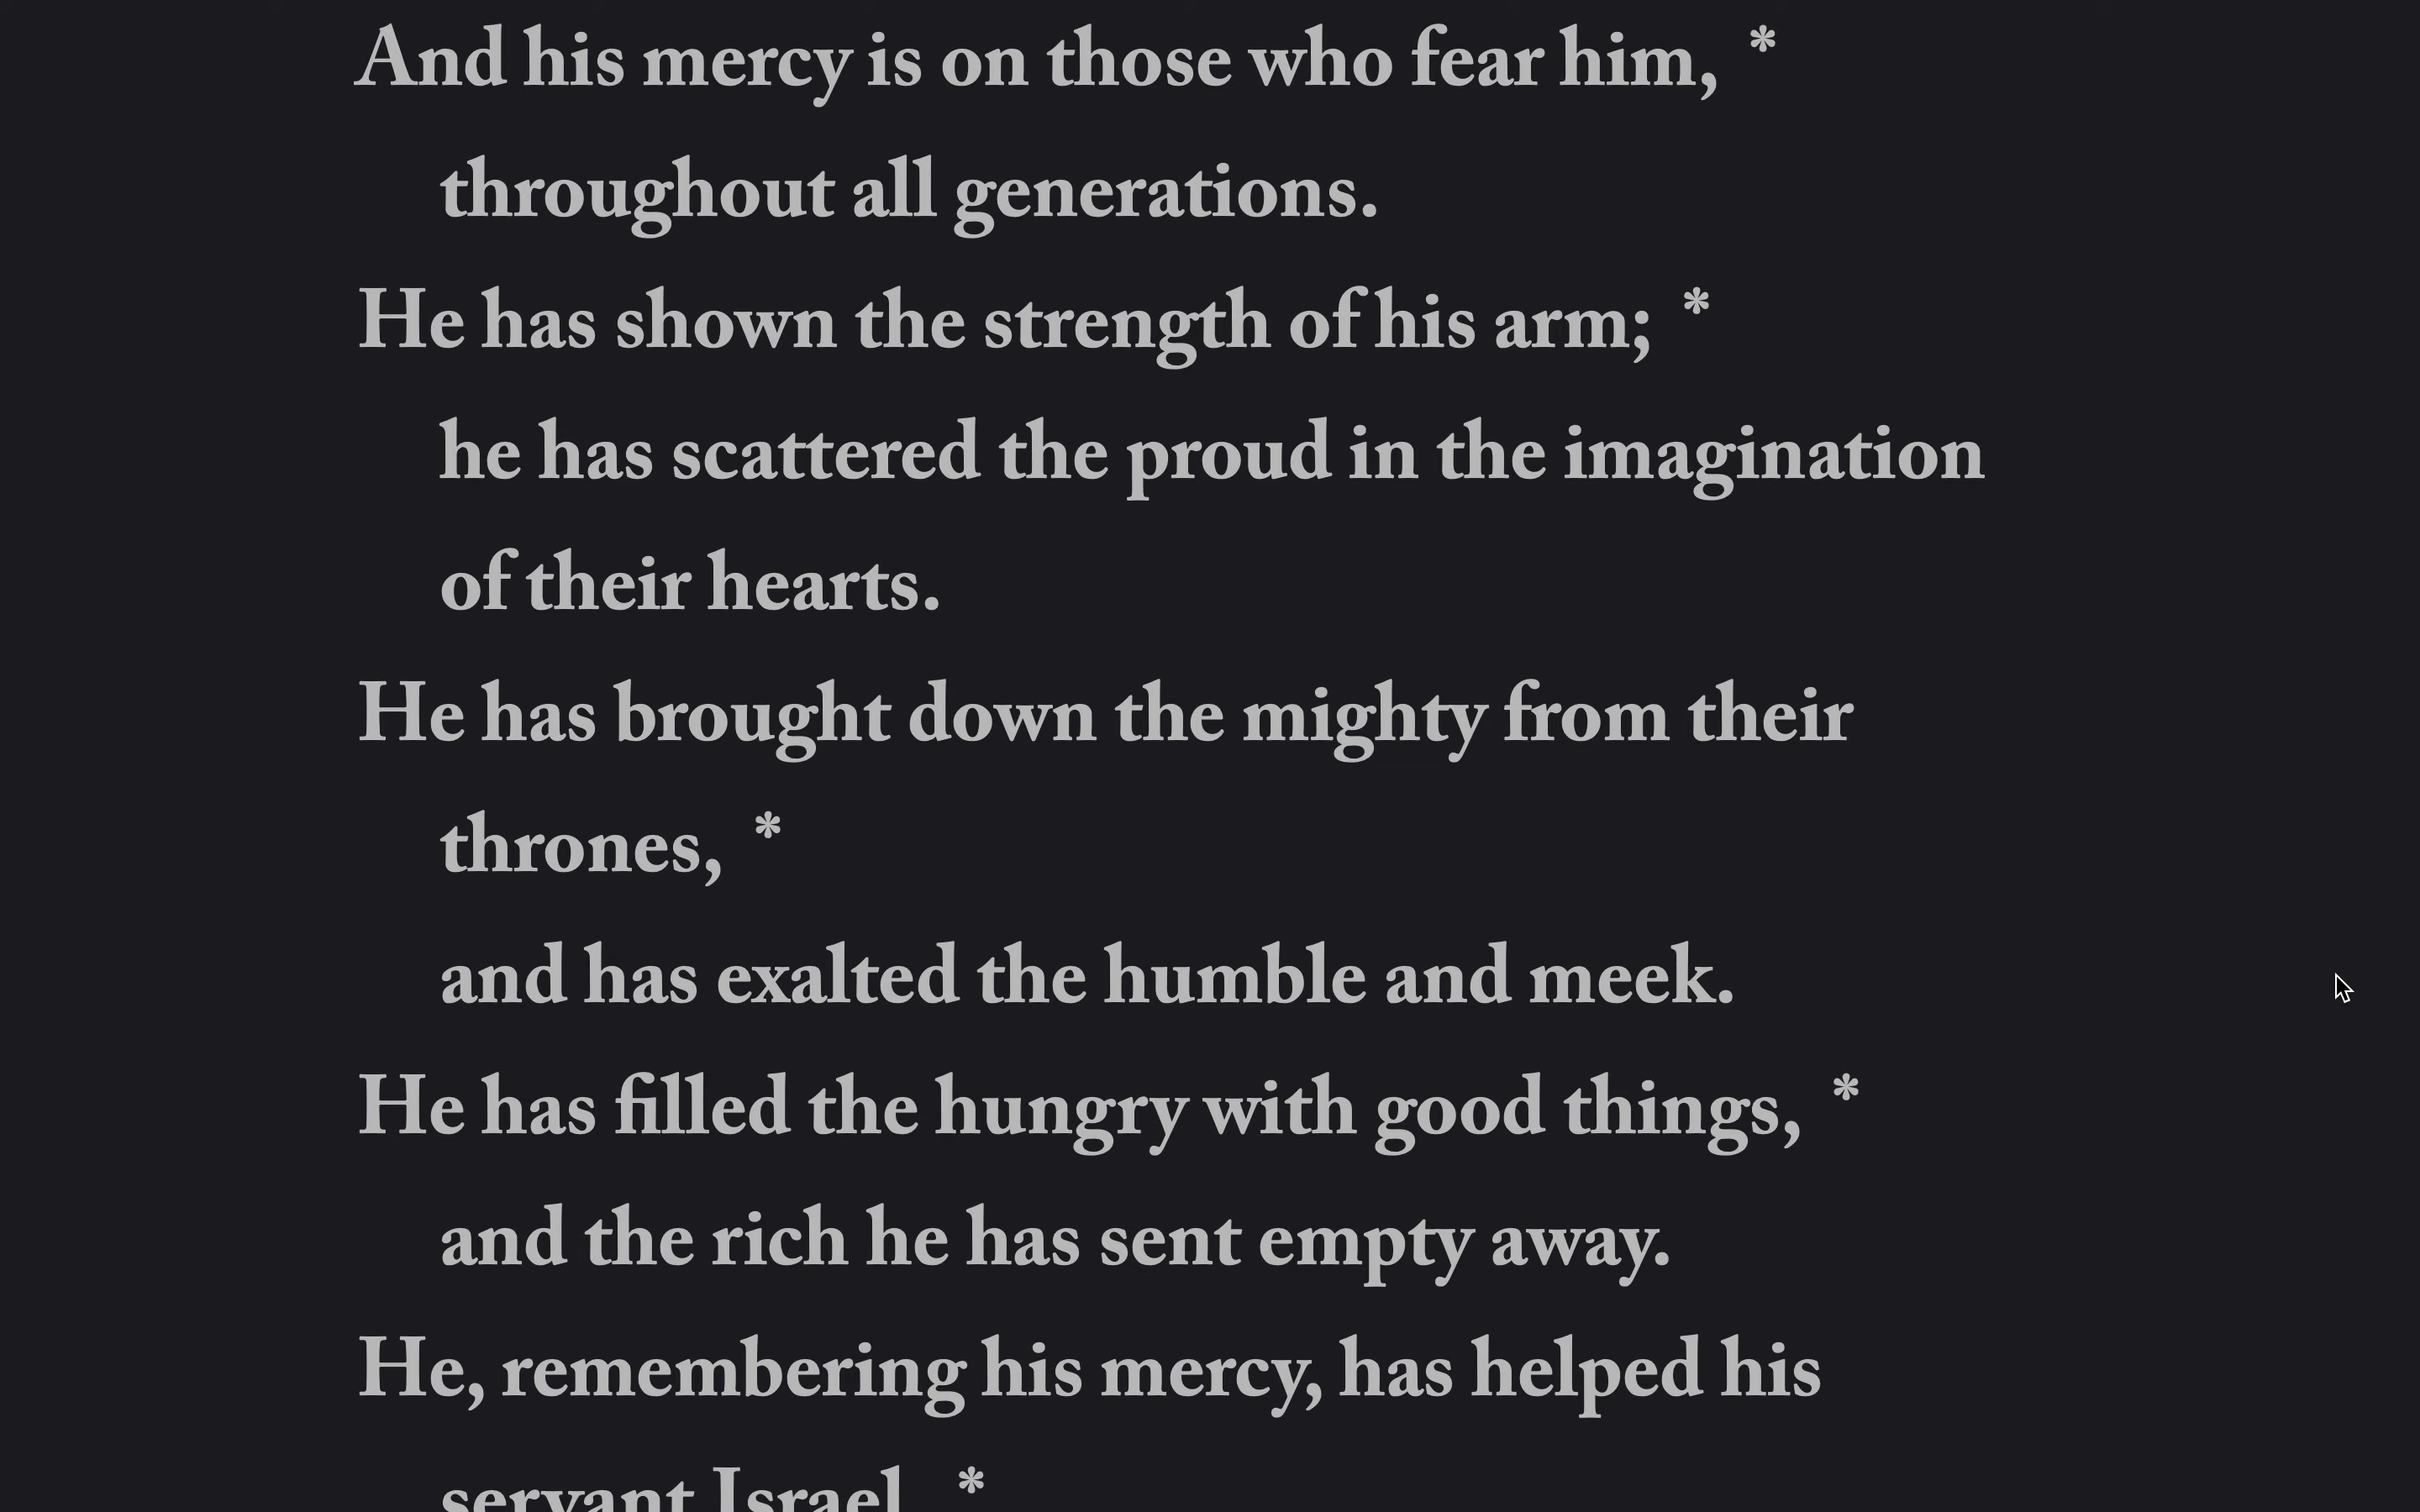 And his mercy is on those who fear him, *
throughout all generations.
He has shown the strength of his arm; *
he has scattered the proud in the imagination
of their hearts.
He has brought down the mighty from their
thrones, *
and has exalted the humble and meek.
He has filled the hungry with good things, *
and the rich he has sent empty away.
He, remembering his mercy, has helped his
servant Israel, *